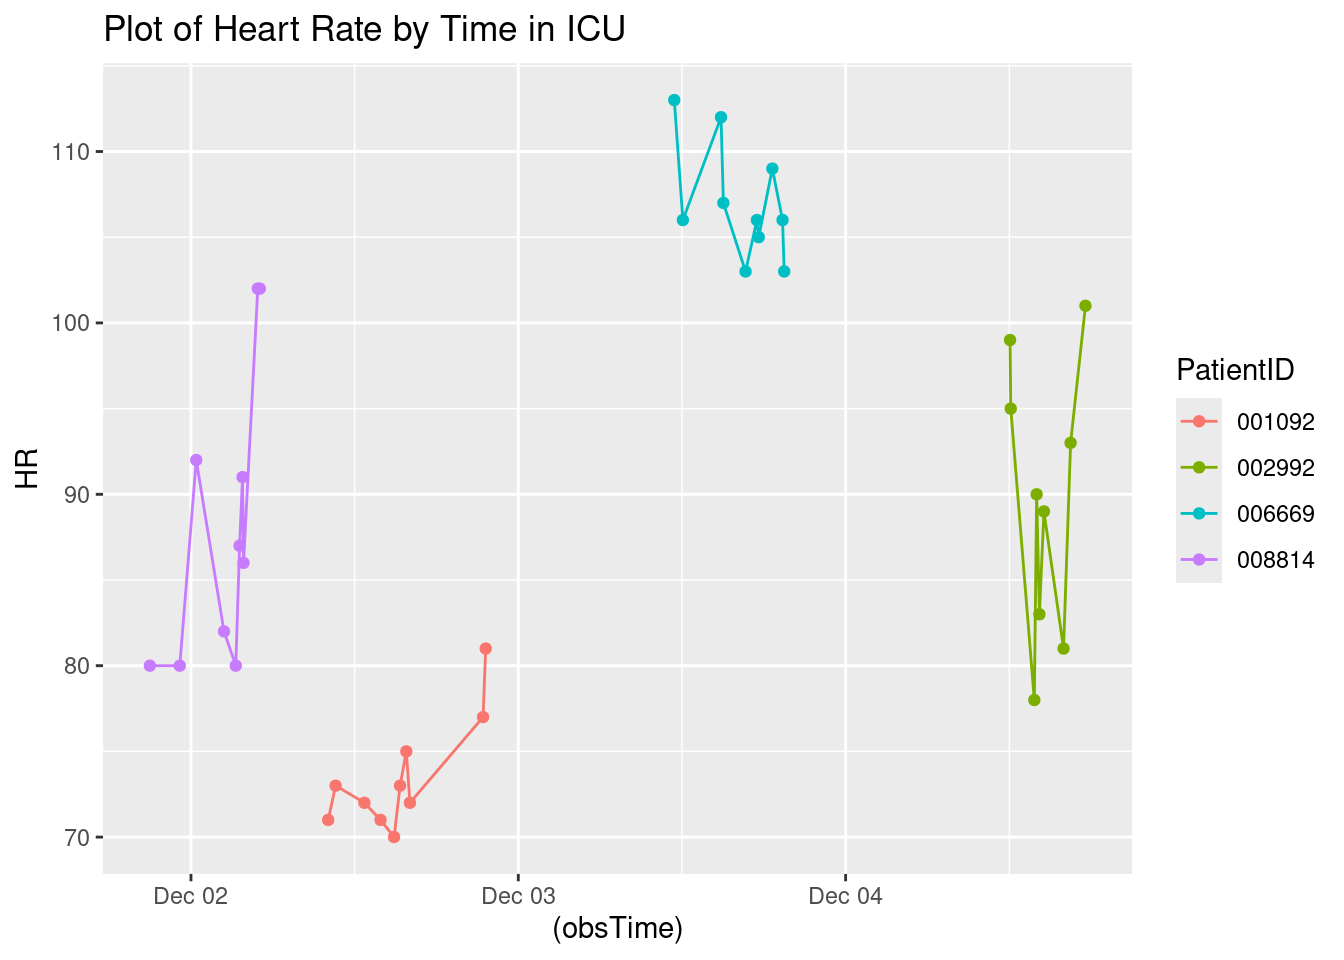 Plot of Heart Rate by Time in ICU
110
100
90
80
70
HR
Dec 02
Dec 03
Dec 04
(obsTime)
PatientID
001092
002992
006669
008814